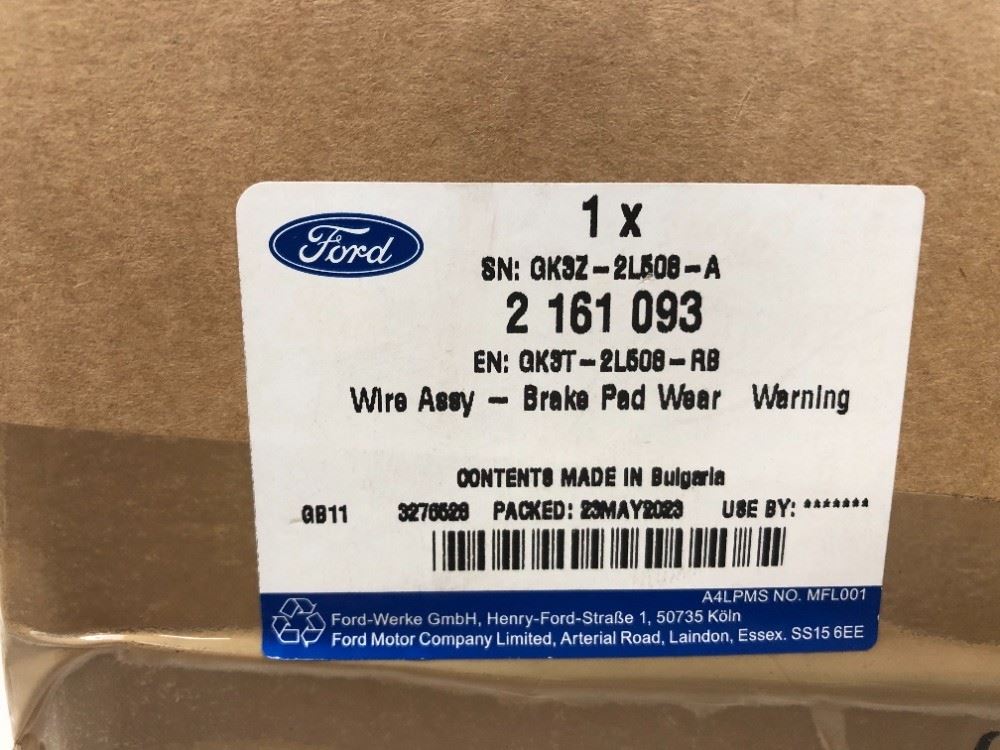 Ford
1 x
SN: GK3Z-2L508-A
2 161 093
EN: GK3T-2L508-RB
Wire Assy - Brake Pad Wear Warning
CONTENTS MADE IN Bulgaria
GB11 3276528 PACKED: 23MAY2023 USE BY: *******
A4LPMS NO. MFL001
Ford-Werke GmbH, Henry-Ford-Straße 1, 50735 Köln
Ford Motor Company Limited, Arterial Road, Laindon, Essex. SS15 6EE